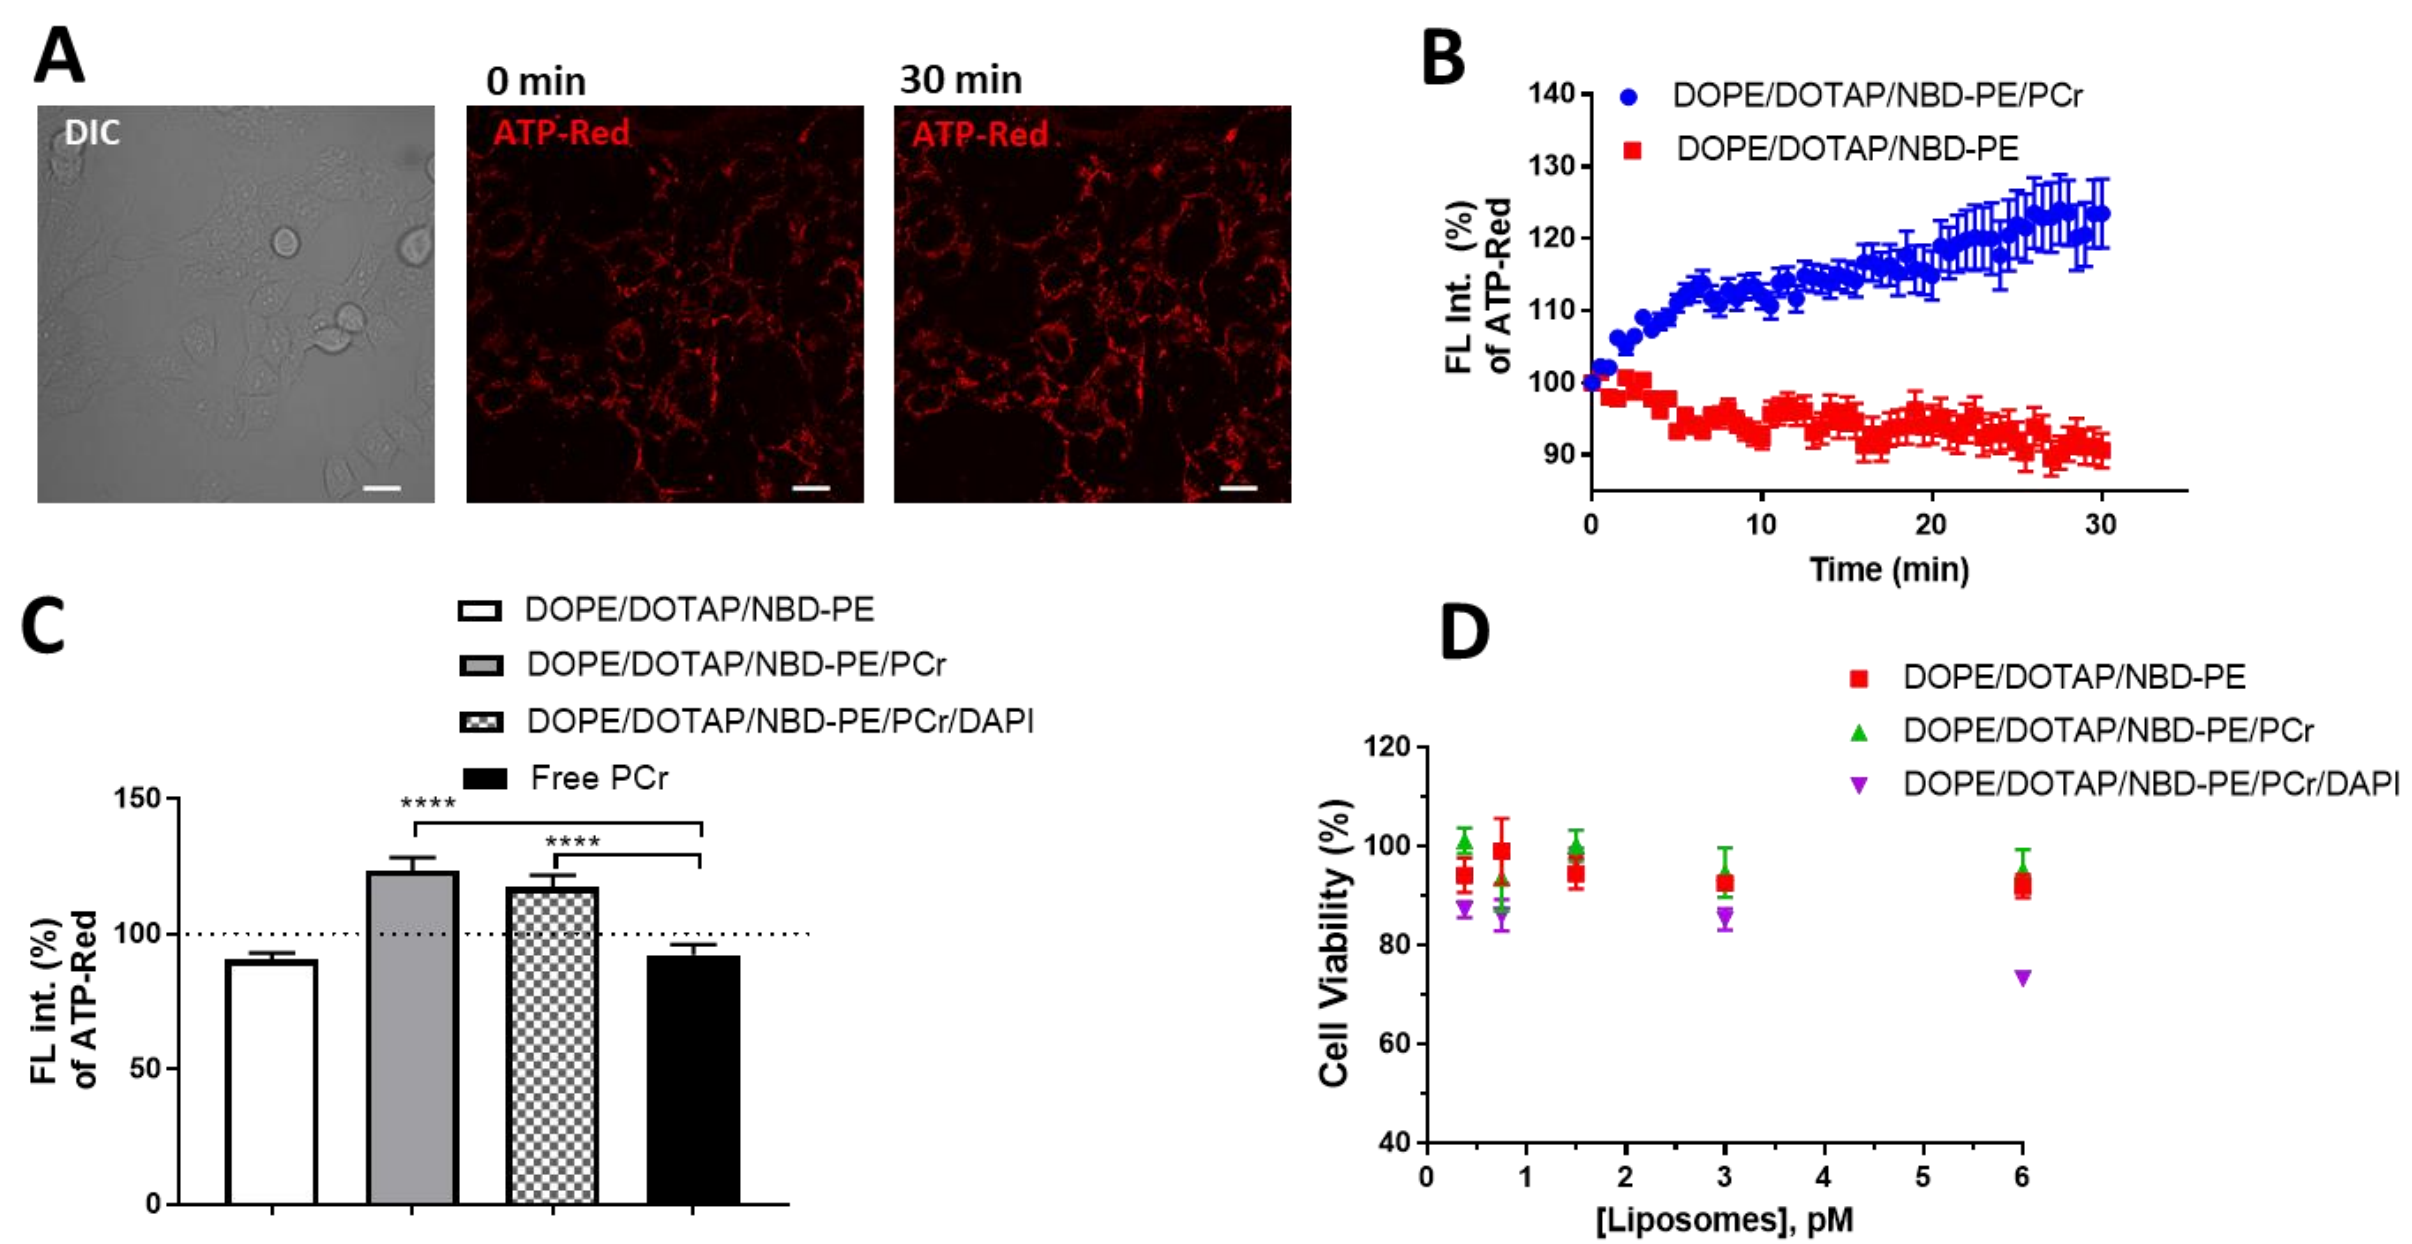 A
0 min
30 min
DIC
ATP-Red
ATP-Red
B
DOPE/DOTAP/NBD-PE/PCr
DOPE/DOTAP/NBD-PE
140
130
120
110
100
90
FL Int. (%)
of ATP-Red
0
10
20
30
Time (min)
C
DOPE/DOTAP/NBD-PE
DOPE/DOTAP/NBD-PE/PCr
DOPE/DOTAP/NBD-PE/PCr/DAPI
Free PCr
****
****
150
100
50
0
FL int. (%)
of ATP-Red
D
DOPE/DOTAP/NBD-PE
DOPE/DOTAP/NBD-PE/PCr
DOPE/DOTAP/NBD-PE/PCr/DAPI
120
100
80
60
40
Cell Viability (%)
0
1
2
3
4
5
6
[Liposomes], pM